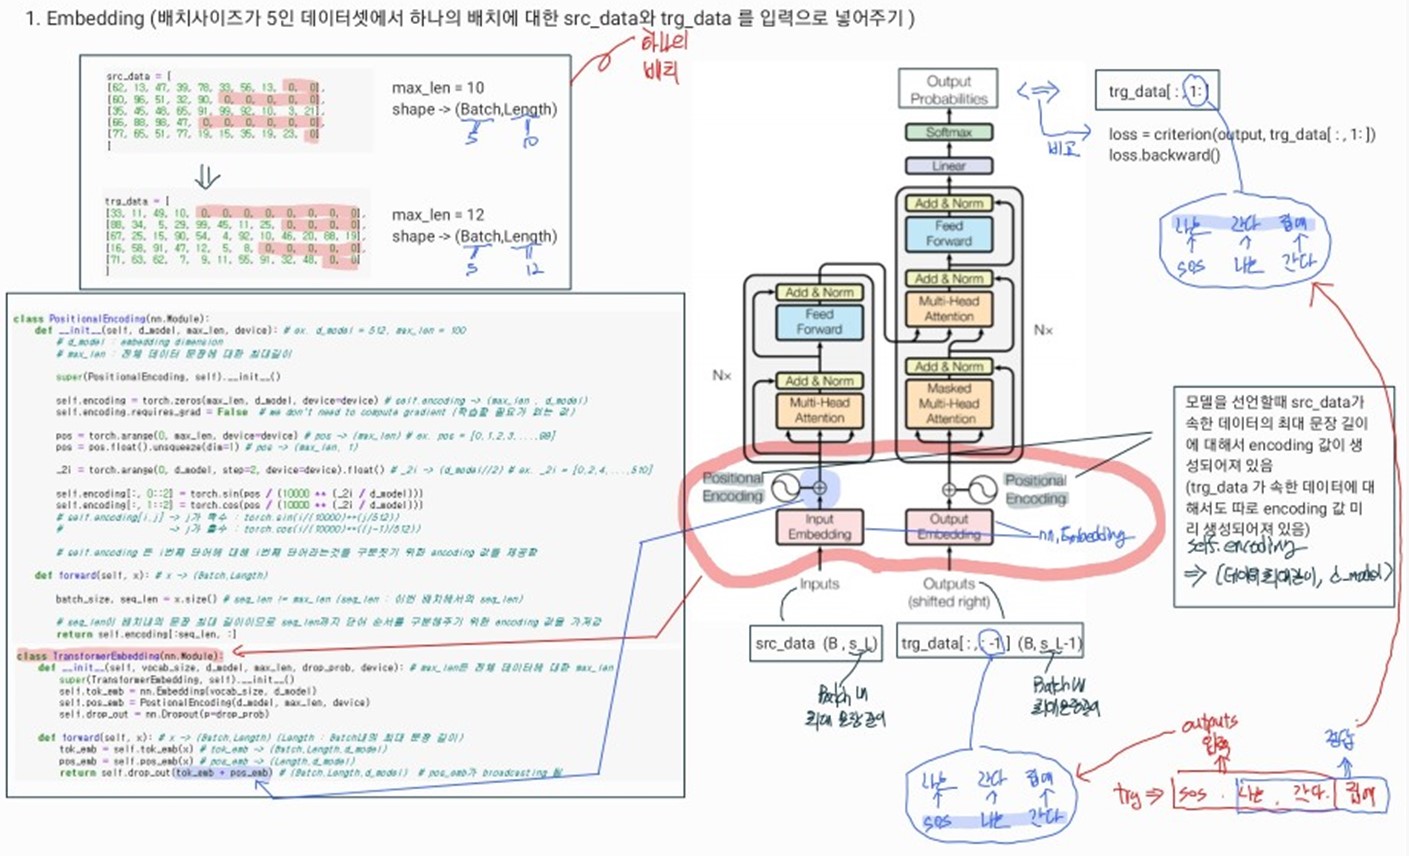 1. Embedding (배치사이즈가 5인 데이터셋에서 하나의 배치에 대한 src_data와 trg_data 를 입력으로 넣어주기 )
하나의
배치
src_data = [
[62, 13, 47, 39, 78, 33, 56, 13, 0, 0],
[60, 96, 51, 32, 90, 0, 0, 0, 0, 0],
[35, 45, 48, 65, 91, 99, 92, 10, 3, 21],
[66, 88, 98, 47, 0, 0, 0, 0, 0, 0],
[77, 65, 51, 77, 19, 15, 35, 19, 23, 0]
]
max_len = 10
shape -> (Batch,Length)
5 10
trg_data = [
[33, 11, 49, 10, 0, 0, 0, 0, 0, 0, 0, 0],
[88, 34, 5, 29, 99, 45, 11, 25, 0, 0, 0, 0],
[67, 25, 15, 90, 54, 4, 92, 10, 46, 20, 88, 19],
[16, 58, 91, 47, 12, 5, 8, 0, 0, 0, 0, 0],
[71, 63, 62, 7, 9, 11, 55, 91, 32, 48, 0, 0]
]
max_len = 12
shape -> (Batch,Length)
5 12
class PositionalEncoding(nn.Module):
def __init__(self, d_model, max_len, device): # ex. d_model = 512, max_len = 100
# d_model : embedding dimension
# max_len : 전체 데이터 문장에 대한 최대길이
super(PositionalEncoding, self).__init__()
self.encoding = torch.zeros(max_len, d_model, device=device) # self.encoding -> (max_len , d_model)
self.encoding.requires_grad = False # we don't need to compute gradient (학습할 필요가 없는 값)
pos = torch.arange(0, max_len, device=device) # pos -> (max_len) # ex. pos = [0,1,2,3,...,99]
pos = pos.float().unsqueeze(dim=1) # pos -> (max_len, 1)
_2i = torch.arange(0, d_model, step=2, device=device).float() # _2i -> (d_model//2) # ex. _2i = [0,2,4,...,510]
self.encoding[:, 0::2] = torch.sin(pos / (10000 ** (_2i / d_model)))
self.encoding[:, 1::2] = torch.cos(pos / (10000 ** (_2i / d_model)))
# self.encoding[i,j] -> j가 짝수 : torch.sin(i/(10000)**(j/512))
# -> j가 홀수 : torch.cos(i/(10000)**((j-1)/512))
# self.encoding 은 i번째 단어에 대해 i번째 단어라는것을 구분짓기 위한 encoding 값을 제공함
def forward(self, x): # x -> (Batch,Length)
batch_size, seq_len = x.size() # seq_len != max_len (seq_len : 이번 배치에서의 seq_len)
# seq_len이 배치내의 문장 최대 길이이므로 seq_len까지 단어 순서를 구분해주기 위한 encoding 값을 가져감
return self.encoding[:seq_len, :]
class TransformerEmbedding(nn.Module):
def __init__(self, vocab_size, d_model, max_len, drop_prob, device): # max_len은 전체 데이터에 대한 max_len
super(TransformerEmbedding, self).__init__()
self.tok_emb = nn.Embedding(vocab_size, d_model)
self.pos_emb = PostionalEncoding(d_model, max_len, device)
self.drop_out = nn.Dropout(p=drop_prob)
def forward(self, x): # x -> (Batch,Length) (Length : Batch내의 최대 문장 길이)
tok_emb = self.tok_emb(x) # tok_emb -> (Batch,Length,d_model)
pos_emb = self.pos_emb(x) # pos_emb -> (Length,d_model)
return self.drop_out(tok_emb + pos_emb) # (Batch,Length,d_model) # pos_emb가 broadcasting 됨
Output
Probabilities
Softmax
Linear
Add & Norm
Feed
Forward
Add & Norm
Multi-Head
Attention
Add & Norm
Masked
Multi-Head
Attention
Nx
Add & Norm
Feed
Forward
Add & Norm
Multi-Head
Attention
Nx
Positional
Encoding
Positional
Encoding
Input
Embedding
Output
Embedding
nn.Embedding
Inputs
Outputs
(shifted right)
src_data (B, s_L)
trg_data[: , :-1] (B, s_L-1)
Batch 내
최대 문장길이
Batch 내
최대문장길이
trg_data[: , 1:]
비교
loss = criterion(output, trg_data[: , 1: ])
loss.backward()
나는 간다 집에
SOS 나는 간다
모델을 선언할때 src_data가
속한 데이터의 최대 문장 길이
에 대해서 encoding 값이 생
성되어져 있음
(trg_data 가 속한 데이터에 대
해서도 따로 encoding 값 미
리 생성되어져 있음)
self.encoding
⇒ (데이터최대길이, d_model)
나는 간다 집에
SOS 나는 간다
outputs
입력
정답
trg ⇒ SOS . 나는 . 간다. 집에